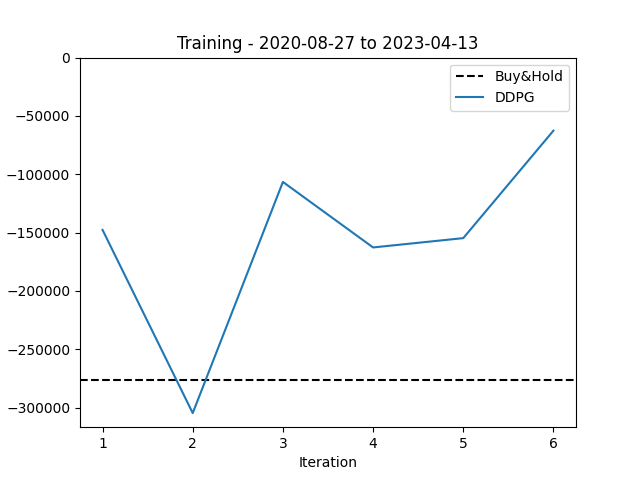 Training - 2020-08-27 to 2023-04-13
Buy&Hold
DDPG
0
−50000
−100000
−150000
−200000
−250000
−300000
1 2 3 4 5 6
Iteration